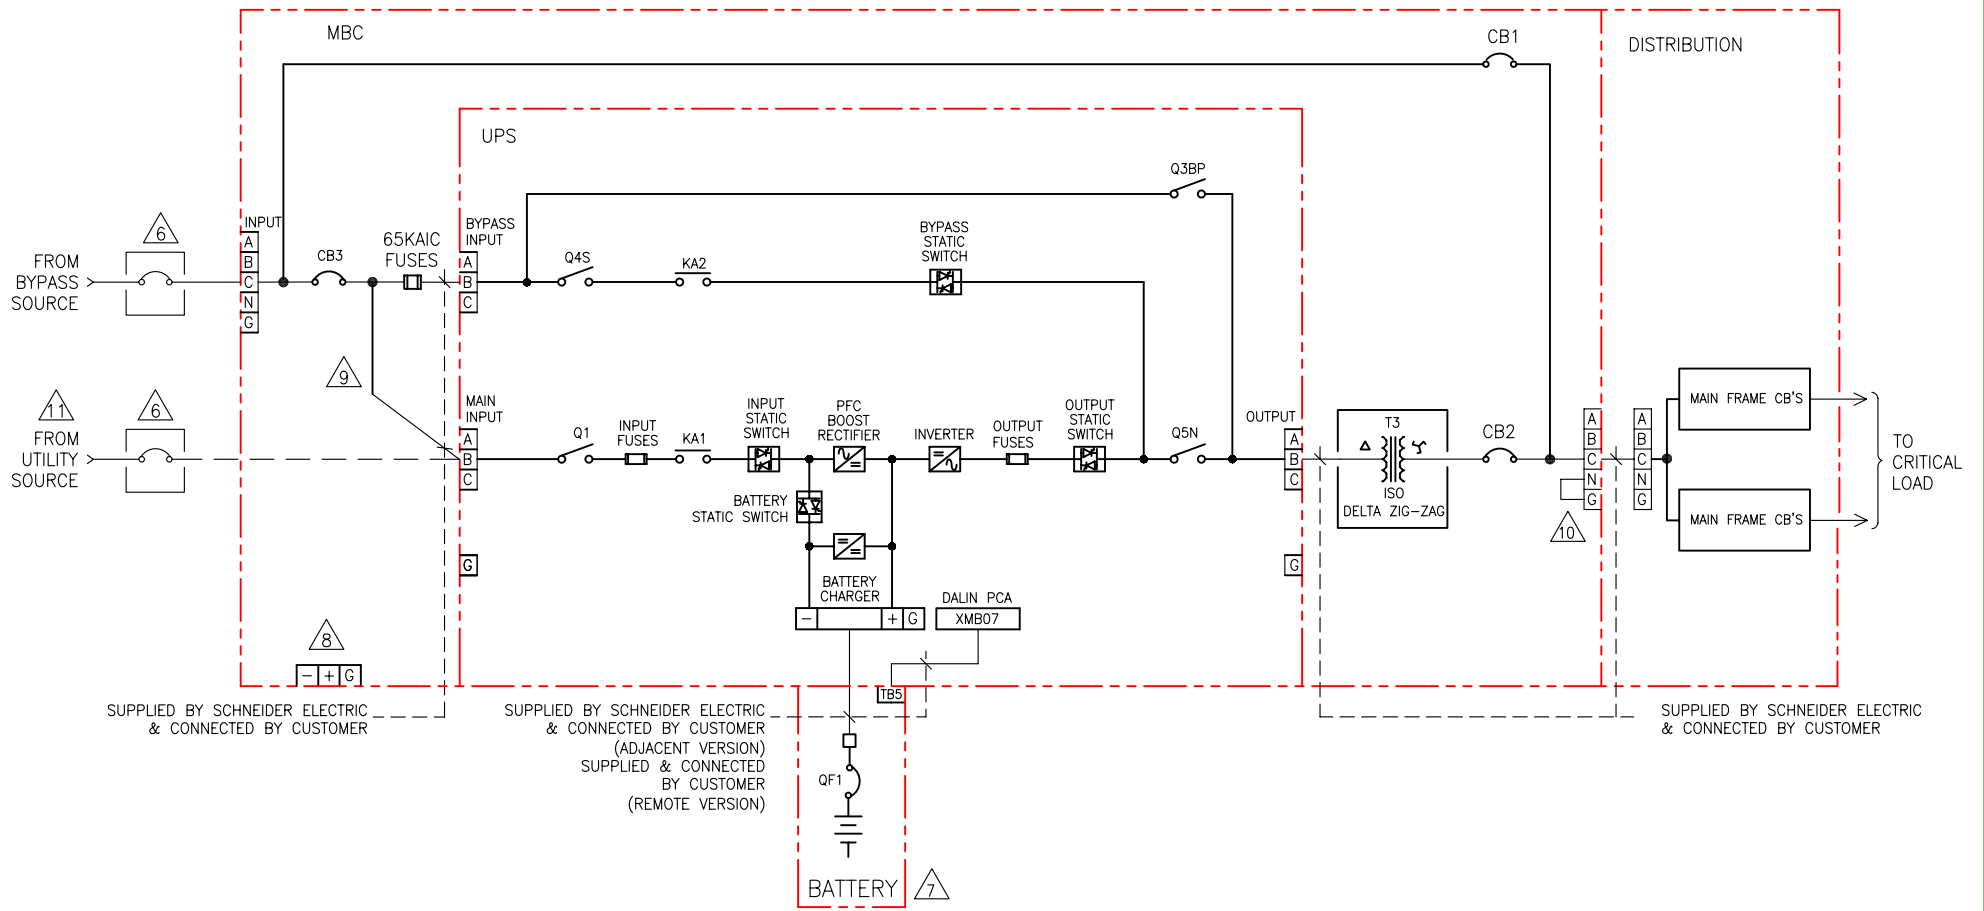 MBC
CB1
DISTRIBUTION
UPS
Q3BP
6
INPUT
A
B
C
N
G
FROM
BYPASS
SOURCE
CB3
65KAIC
FUSES
BYPASS
INPUT
A
B
C
Q4S
KA2
BYPASS
STATIC
SWITCH
9
11
FROM
UTILITY
SOURCE
6
MAIN
INPUT
A
B
C
G
Q1
INPUT
FUSES
KA1
INPUT
STATIC
SWITCH
PFC
BOOST
RECTIFIER
INVERTER
OUTPUT
FUSES
OUTPUT
STATIC
SWITCH
Q5N
OUTPUT
A
B
C
G
T3
ISO
DELTA ZIG-ZAG
CB2
A
B
C
N
G
10
A
B
C
N
G
MAIN FRAME CB'S
MAIN FRAME CB'S
TO
CRITICAL
LOAD
BATTERY
STATIC SWITCH
BATTERY
CHARGER
- + G
DALIN PCA
XMB07
8
- + G
TB5
SUPPLIED BY SCHNEIDER ELECTRIC
& CONNECTED BY CUSTOMER
SUPPLIED BY SCHNEIDER ELECTRIC
& CONNECTED BY CUSTOMER
(ADJACENT VERSION)
SUPPLIED & CONNECTED
BY CUSTOMER
(REMOTE VERSION)
SUPPLIED BY SCHNEIDER ELECTRIC
& CONNECTED BY CUSTOMER
QF1
BATTERY
7